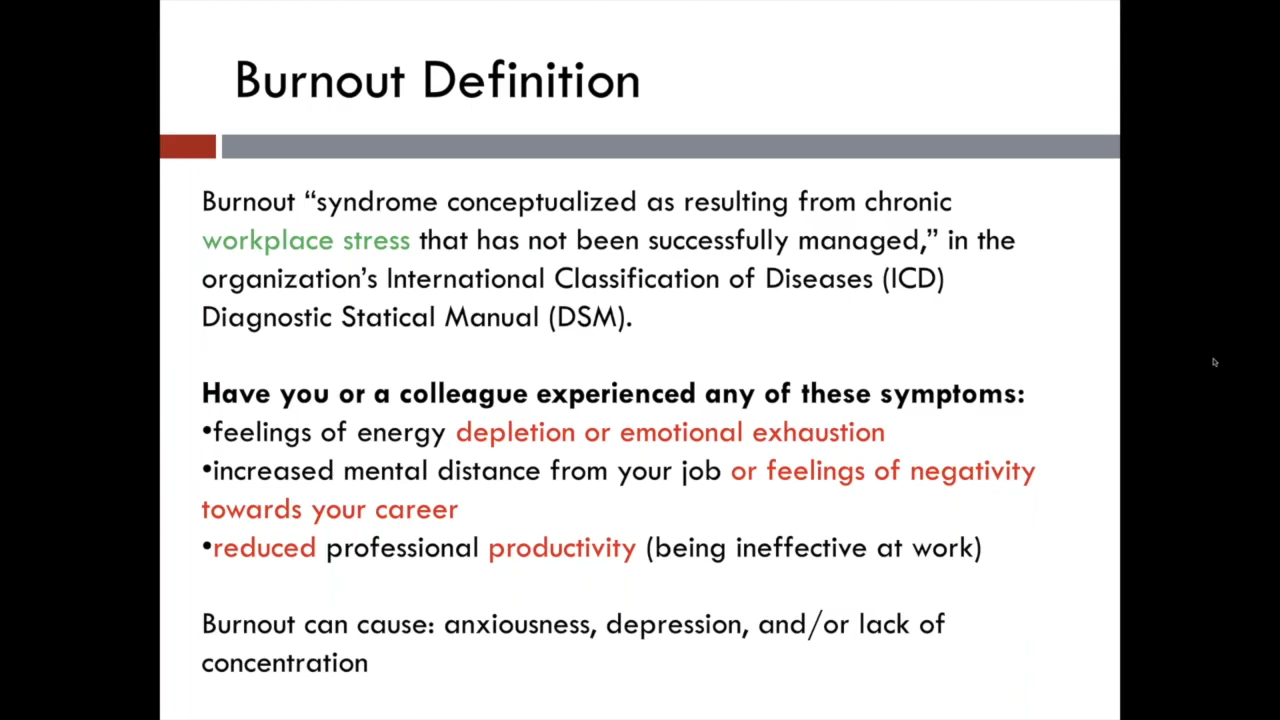 Burnout Definition
Burnout “syndrome conceptualized as resulting from chronic
workplace stress that has not been successfully managed,” in the
organization’s International Classification of Diseases (ICD)
Diagnostic Statical Manual (DSM).
Have you or a colleague experienced any of these symptoms:
•feelings of energy depletion or emotional exhaustion
•increased mental distance from your job or feelings of negativity
towards your career
•reduced professional productivity (being ineffective at work)
Burnout can cause: anxiousness, depression, and/or lack of
concentration